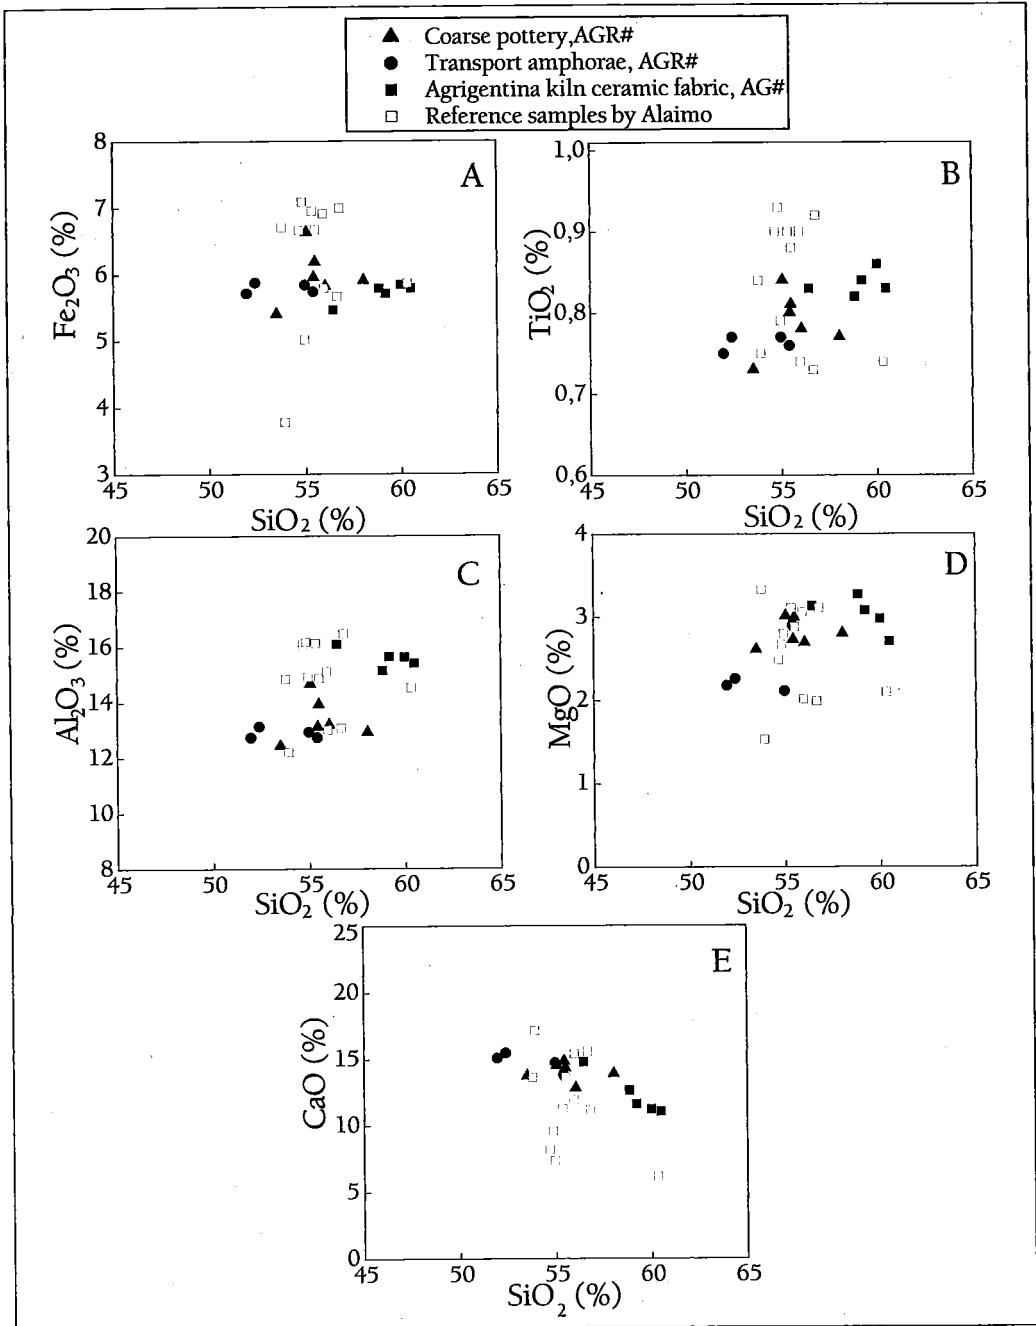 Coarse pottery,AGR#
Transport amphorae, AGR#
Agrigentina kiln ceramic fabric, AG#
Reference samples by Alaimo
A
Fe2O3 (%)
8
7
6
5
4
3
45 50 55 60 65
SiO2 (%)
B
TiO2 (%)
1,0
0,9
0,8
0,7
0,6
45 50 55 60 65
SiO2 (%)
C
Al2O3 (%)
20
18
16
14
12
10
8
45 50 55 60 65
SiO2 (%)
D
MgO (%)
4
3
2
1
0
45 50 55 60 65
SiO2 (%)
E
CaO (%)
25
20
15
10
5
0
45 50 55 60 65
SiO2 (%)